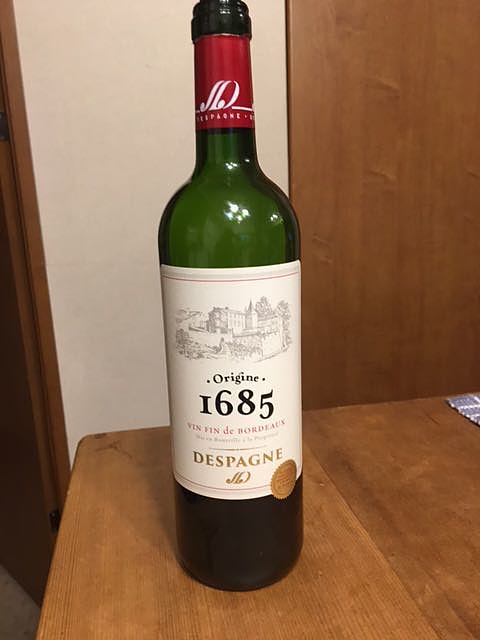 DESPAGNE
· Origine ·
1685
VIN FIN de BORDEAUX
Mis en Bouteille à la Propriété
DESPAGNE